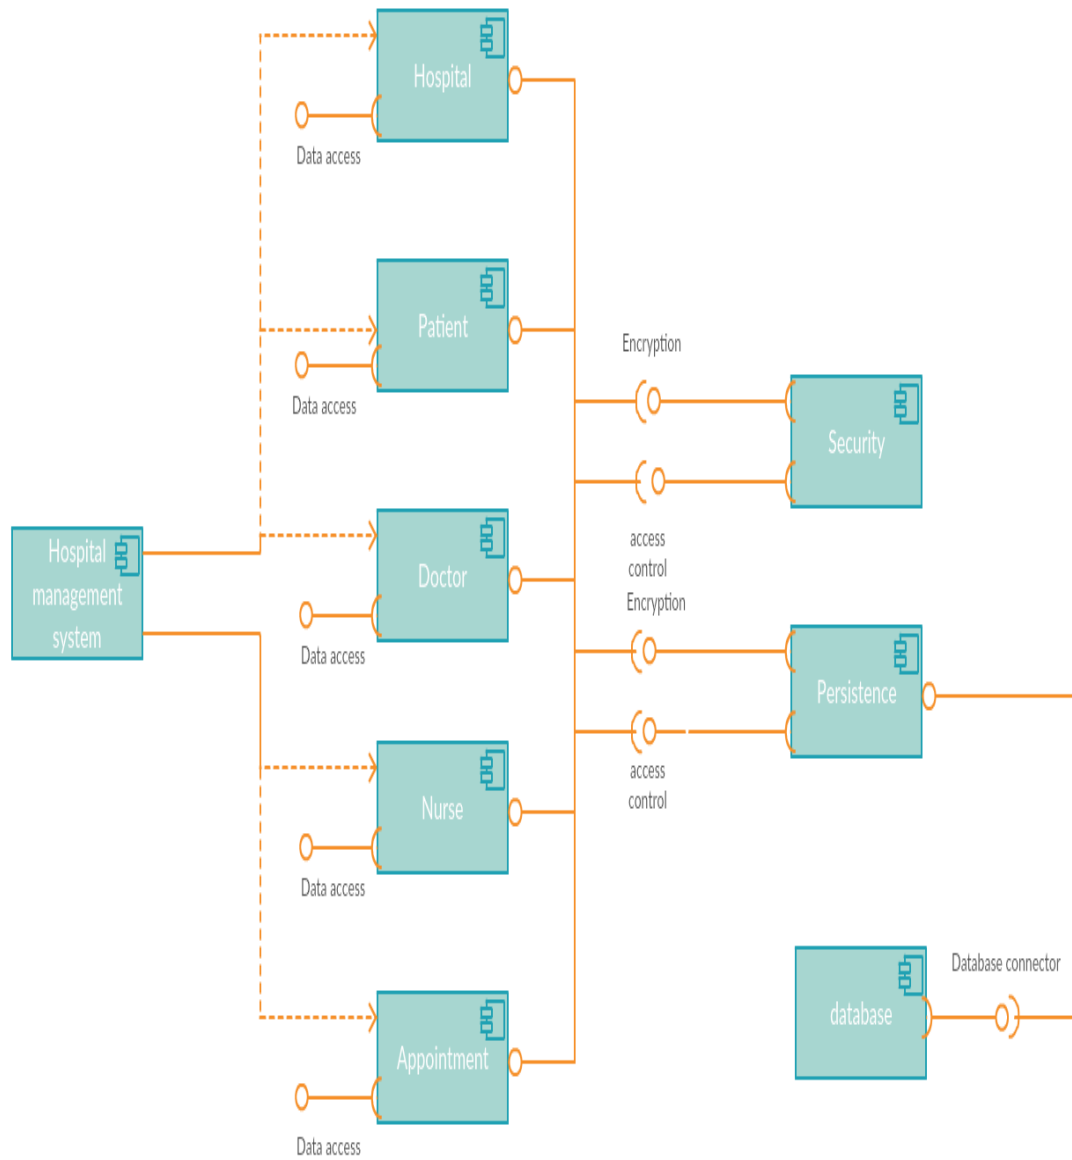 Hospital
Data access
Patient
Data access
Encryption
Security
access
control
Hospital
management
system
Doctor
Data access
Encryption
Persistence
access
control
Nurse
Data access
Database connector
database
Appointment
Data access